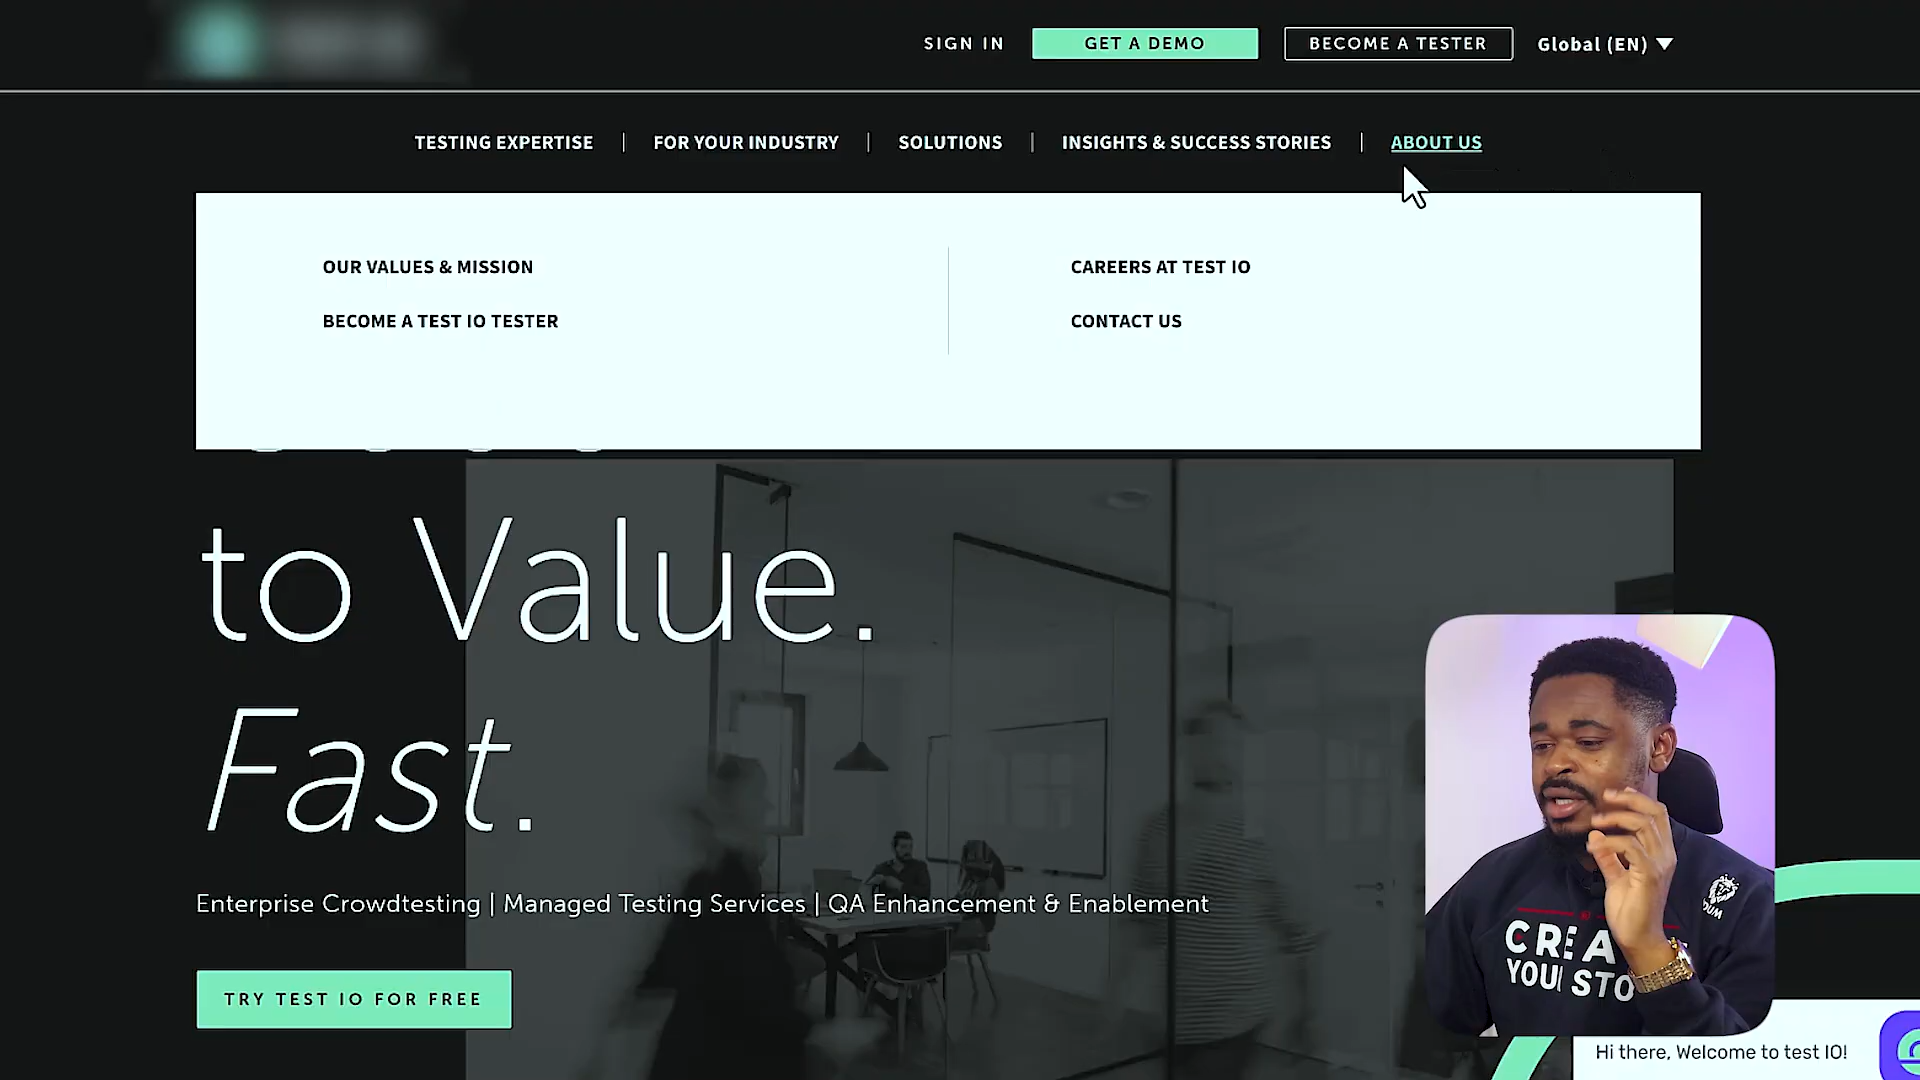 SIGN IN
GET A DEMO
BECOME A TESTER
Global (EN)
TESTING EXPERTISE | FOR YOUR INDUSTRY | SOLUTIONS | INSIGHTS & SUCCESS STORIES | ABOUT US
OUR VALUES & MISSION
CAREERS AT TEST IO
BECOME A TEST IO TESTER
CONTACT US
to Value.
Fast.
Enterprise Crowdtesting | Managed Testing Services | QA Enhancement & Enablement
TRY TEST IO FOR FREE
YOU STO
Hi there, Welcome to test IO!